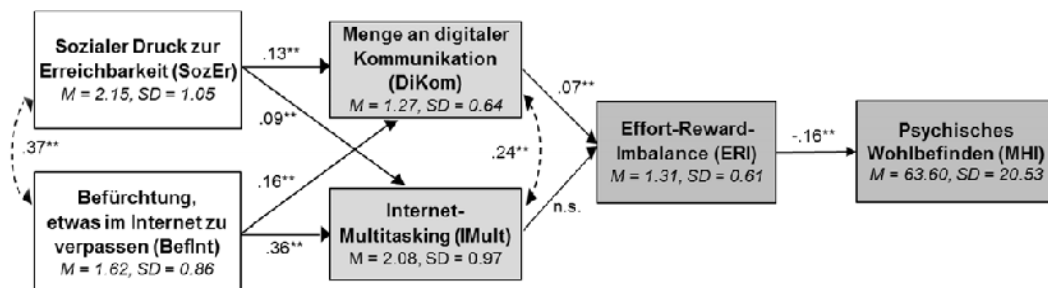 Sozialer Druck zur
Erreichbarkeit (SozEr)
M = 2.15, SD = 1.05
Befürchtung,
etwas im Internet zu
verpassen (BefInt)
M = 1.62, SD = 0.86
.37**
.13**
.09**
.16**
.36**
Menge an digitaler
Kommunikation
(DiKom)
M = 1.27, SD = 0.64
Internet-
Multitasking (IMult)
M = 2.08, SD = 0.97
.24**
.07**
n.s.
Effort-Reward-
Imbalance (ERI)
M = 1.31, SD = 0.61
-.16**
Psychisches
Wohlbefinden (MHI)
M = 63.60, SD = 20.53